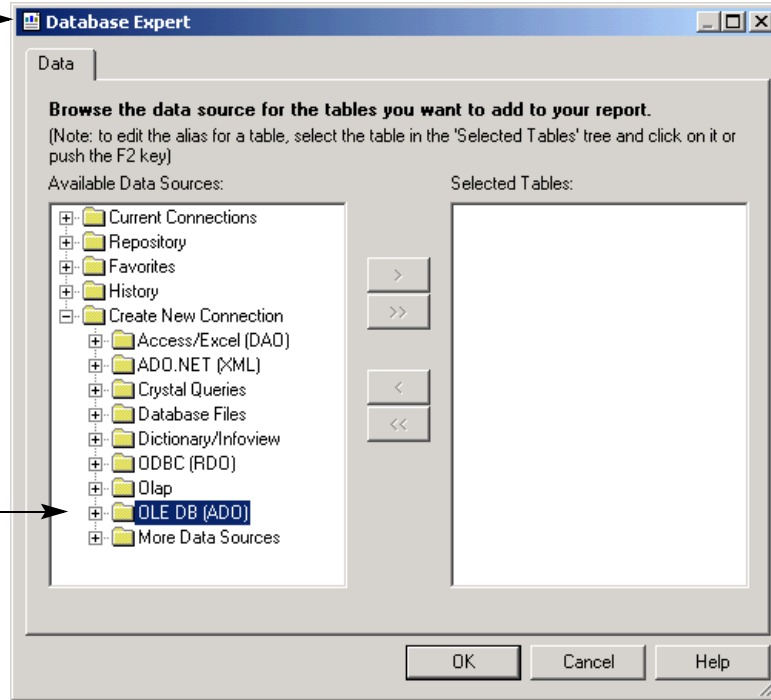 Database Expert
Data
Browse the data source for the tables you want to add to your report.
(Note: to edit the alias for a table, select the table in the 'Selected Tables' tree and click on it or
push the F2 key)
Available Data Sources:
Selected Tables:
Current Connections
Repository
Favorites
History
Create New Connection
Access/Excel (DAO)
ADO.NET (XML)
Crystal Queries
Database Files
Dictionary/Infoview
ODBC (RDO)
Olap
OLE DB (ADO)
More Data Sources
>
>>
<
<<
OK
Cancel
Help